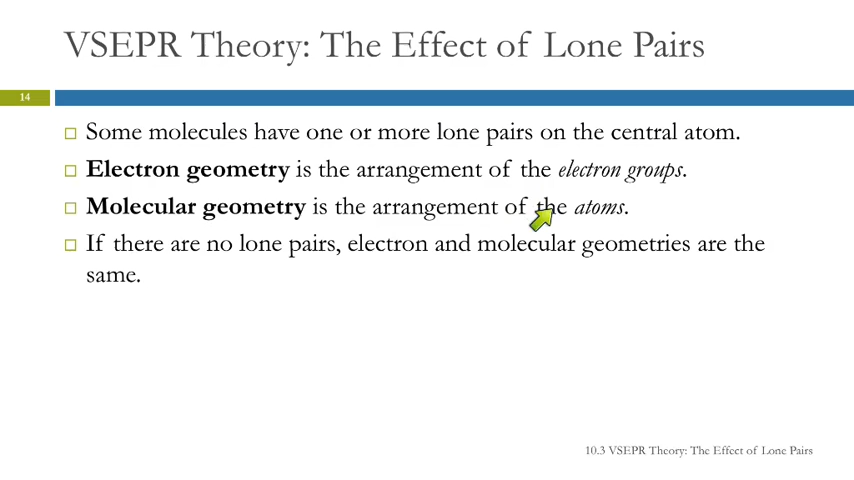 VSEPR Theory: The Effect of Lone Pairs
14
Some molecules have one or more lone pairs on the central atom.
Electron geometry is the arrangement of the electron groups.
Molecular geometry is the arrangement of the atoms.
If there are no lone pairs, electron and molecular geometries are the
same.
10.3 VSEPR Theory: The Effect of Lone Pairs